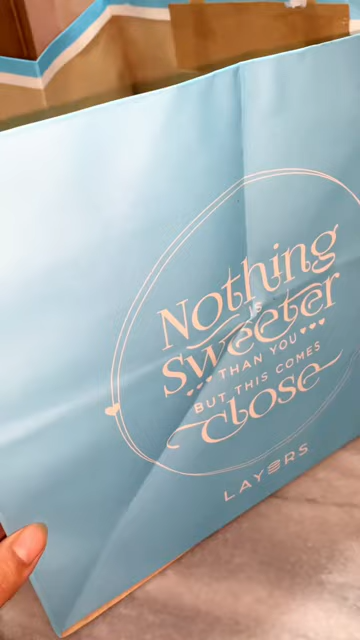 Nothing
is
sweeter
than you
but this comes
close
LAYERS